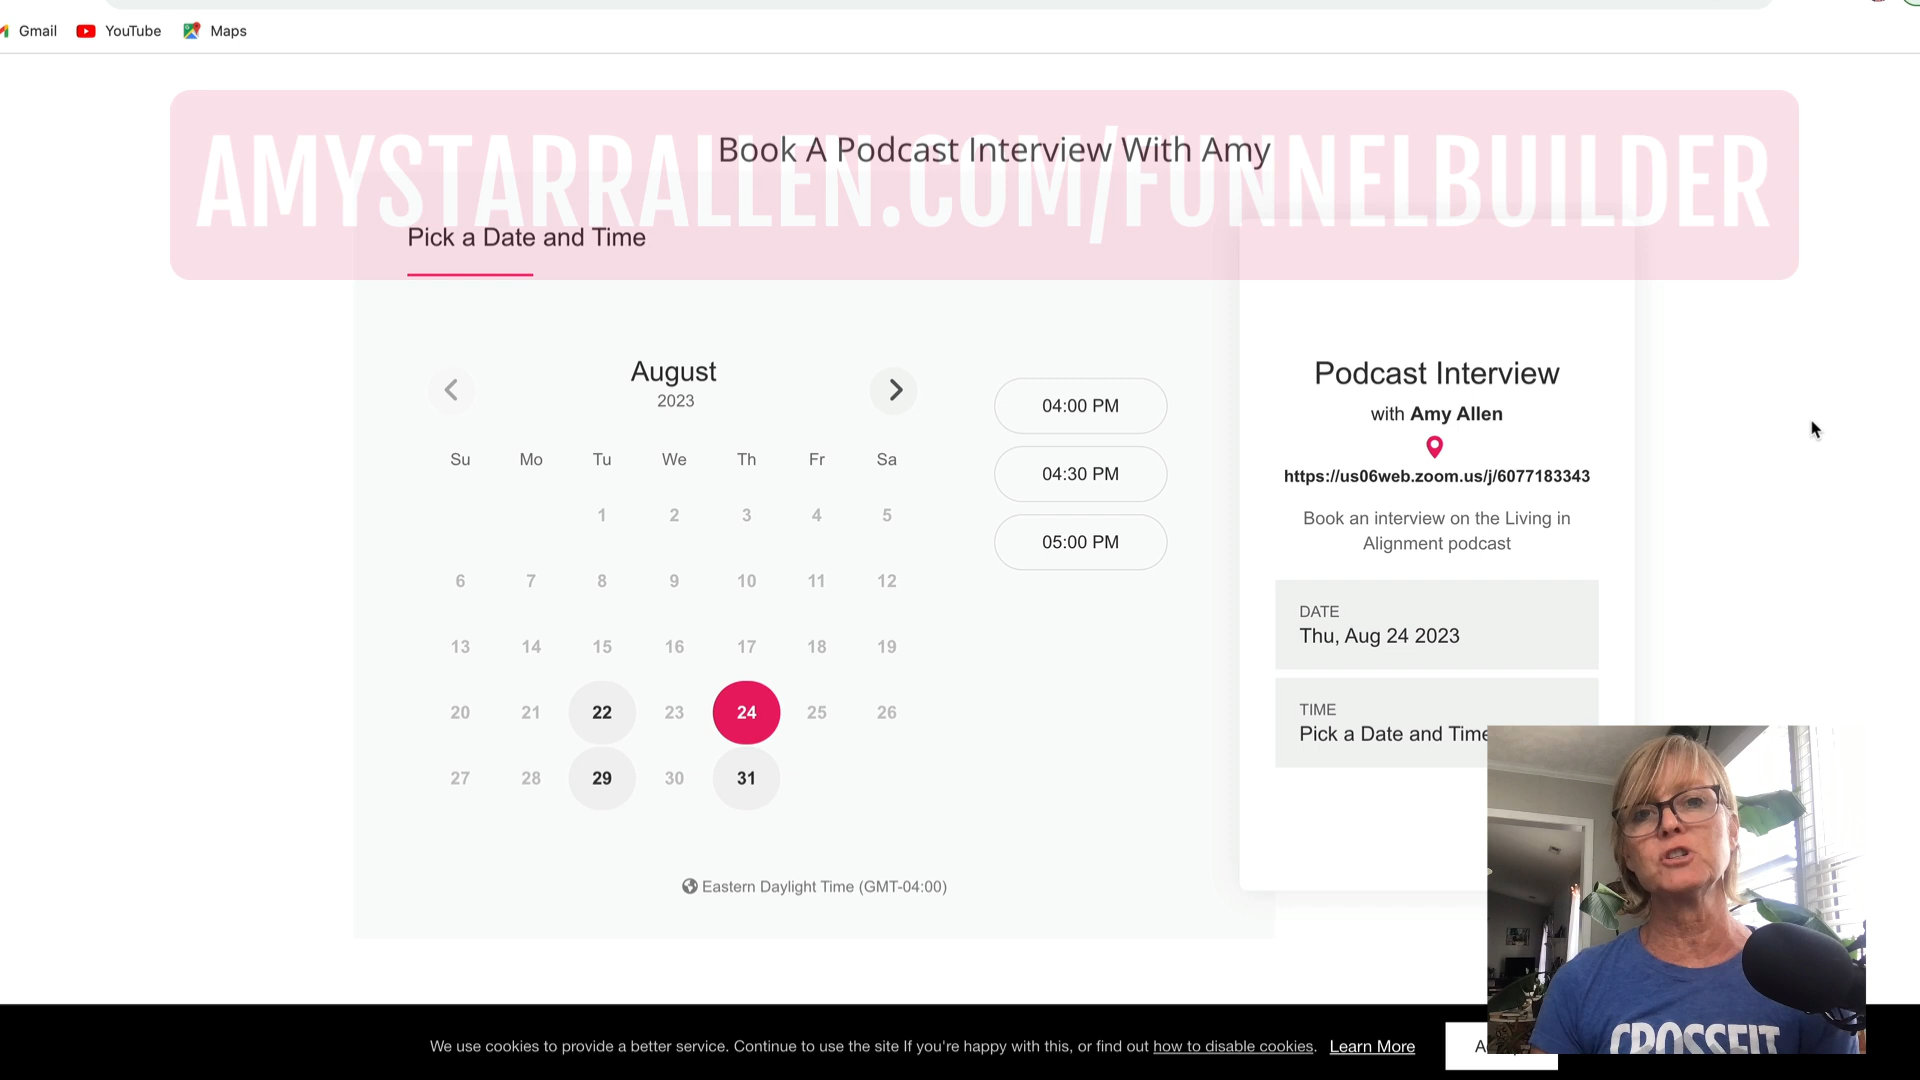 Gmail YouTube Maps
AMYSTARRALLEN.COM/FUNNELBUILDER
Book A Podcast Interview With Amy
Pick a Date and Time
August
2023
Su Mo Tu We Th Fr Sa
1 2 3 4 5
6 7 8 9 10 11 12
13 14 15 16 17 18 19
20 21 22 23 24 25 26
27 28 29 30 31
Eastern Daylight Time (GMT-04:00)
04:00 PM
04:30 PM
05:00 PM
Podcast Interview
with Amy Allen
https://us06web.zoom.us/j/6077183343
Book an interview on the Living in
Alignment podcast
DATE
Thu, Aug 24 2023
TIME
Pick a Date and Time
CROSSFIT
We use cookies to provide a better service. Continue to use the site If you're happy with this, or find out how to disable cookies. Learn More